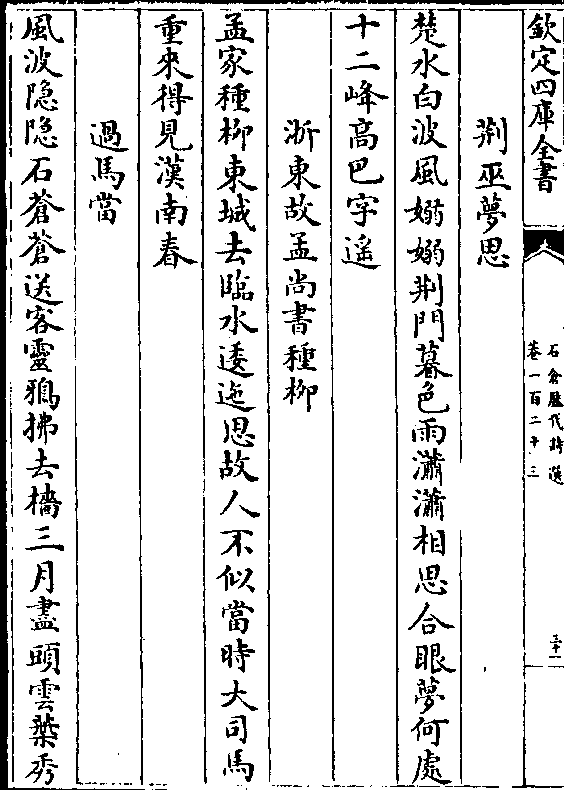 欽定四庫全書
石倉歷代詩選
卷一百二十三
三十一
荆巫夢思
楚水白波風嫋嫋荆門暮色雨瀟瀟相思合眼夢何處
十二峰高巴字遙
浙東故孟尚書種柳
孟家種栁東城去臨水逶迤思故人不似當時大司馬
重來得見漢南春
過馬當
風波隐隐石蒼蒼送客靈鴉拂去檣三月盡頭雲葉秀